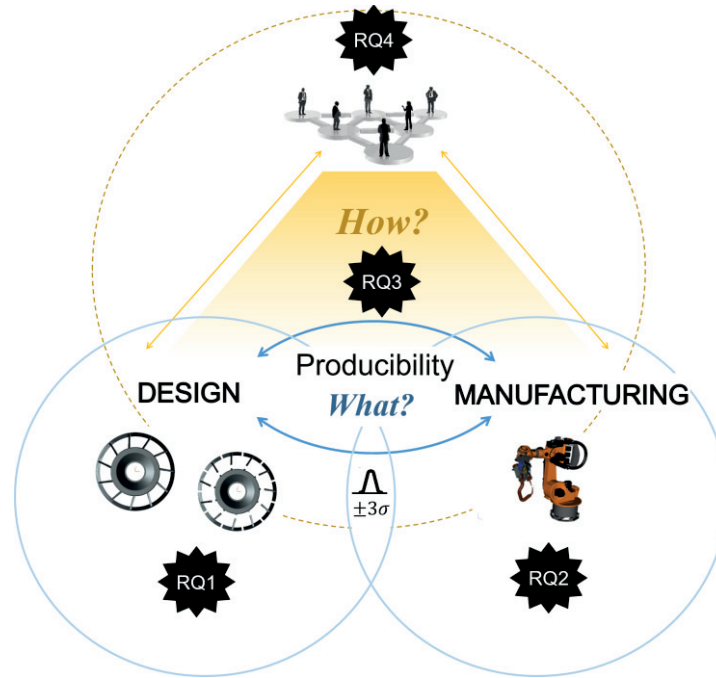 RQ4
How?
RQ3
Producibility
DESIGN
What?
MANUFACTURING
±3σ
RQ1
RQ2